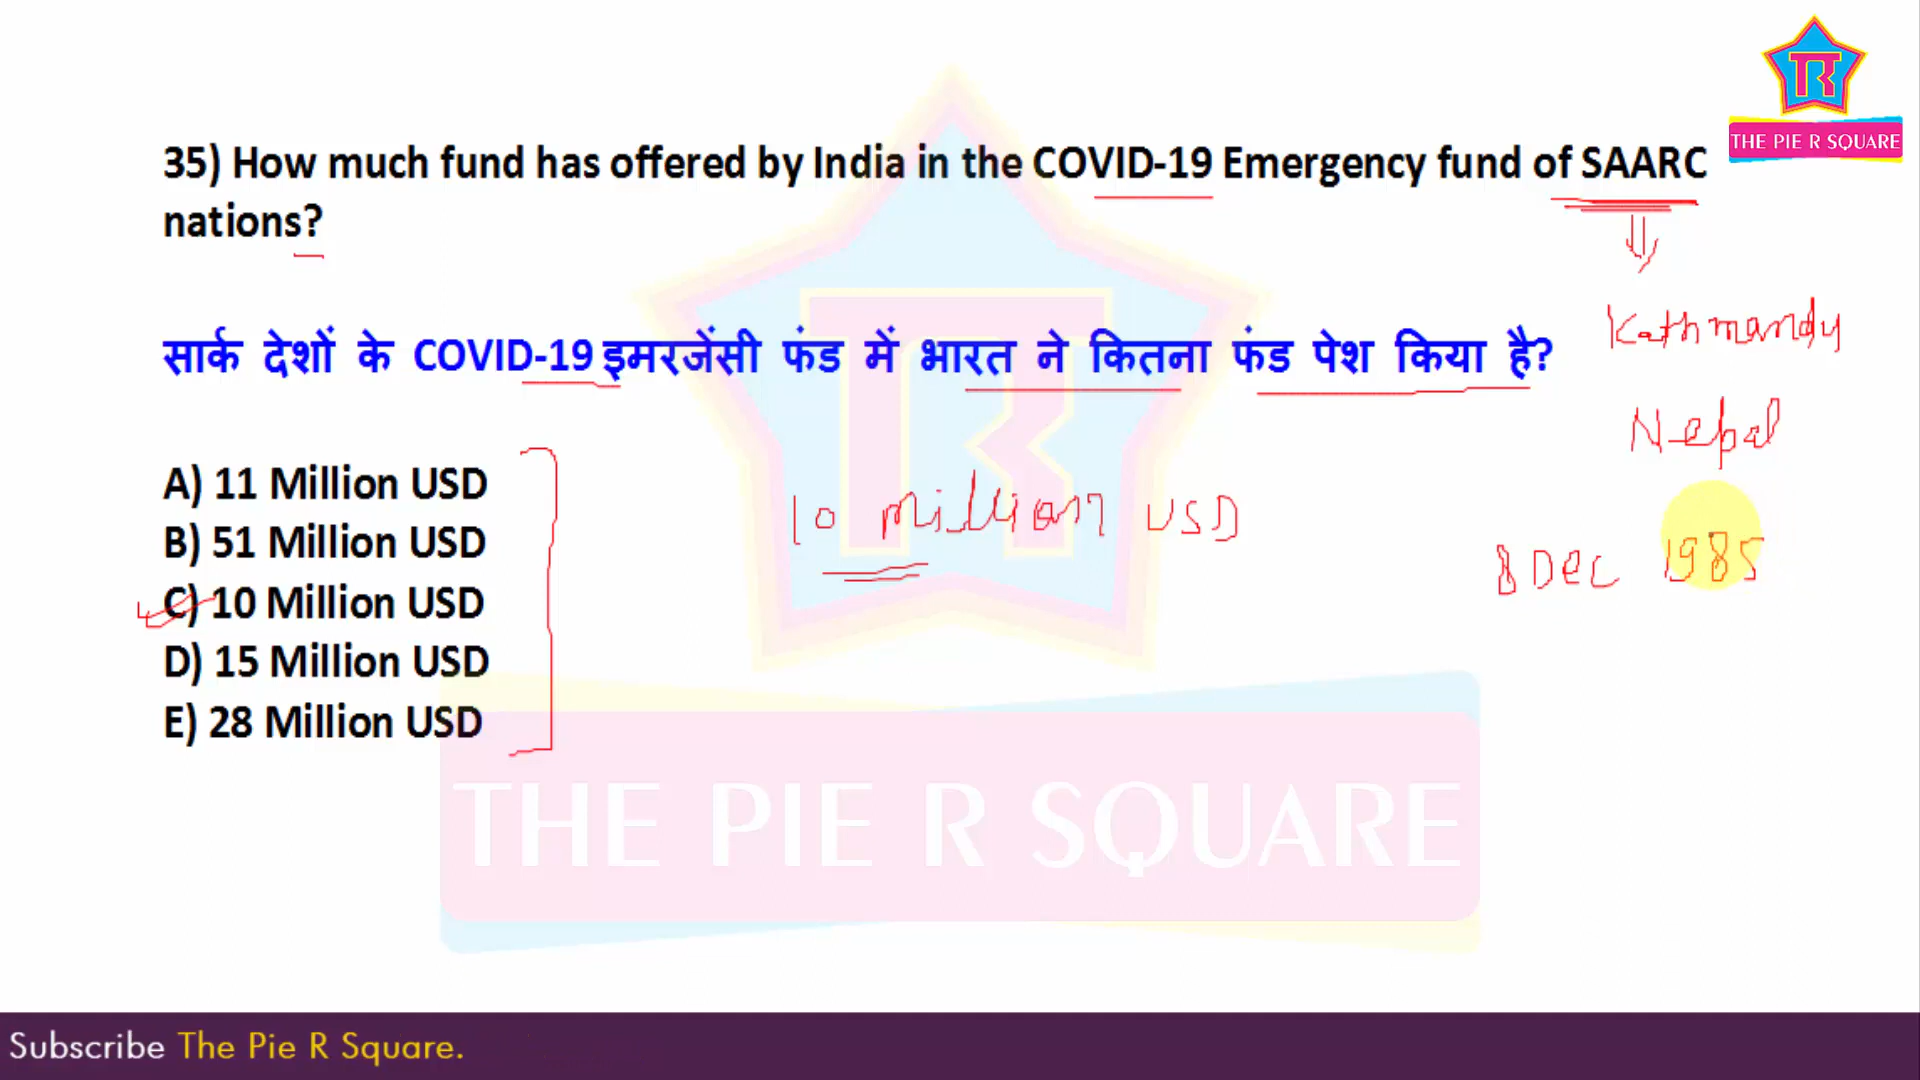 THE PIE R SQUARE
35) How much fund has offered by India in the COVID-19 Emergency fund of SAARC
nations?
सार्क देशों के COVID-19 इमरजेंसी फंड में भारत ने कितना फंड पेश किया है?
Kathmandu
Nepal
A) 11 Million USD
B) 51 Million USD
C) 10 Million USD
D) 15 Million USD
E) 28 Million USD
10 million USD
8 Dec 1985
THE PIE R SQUARE
Subscribe The Pie R Square.